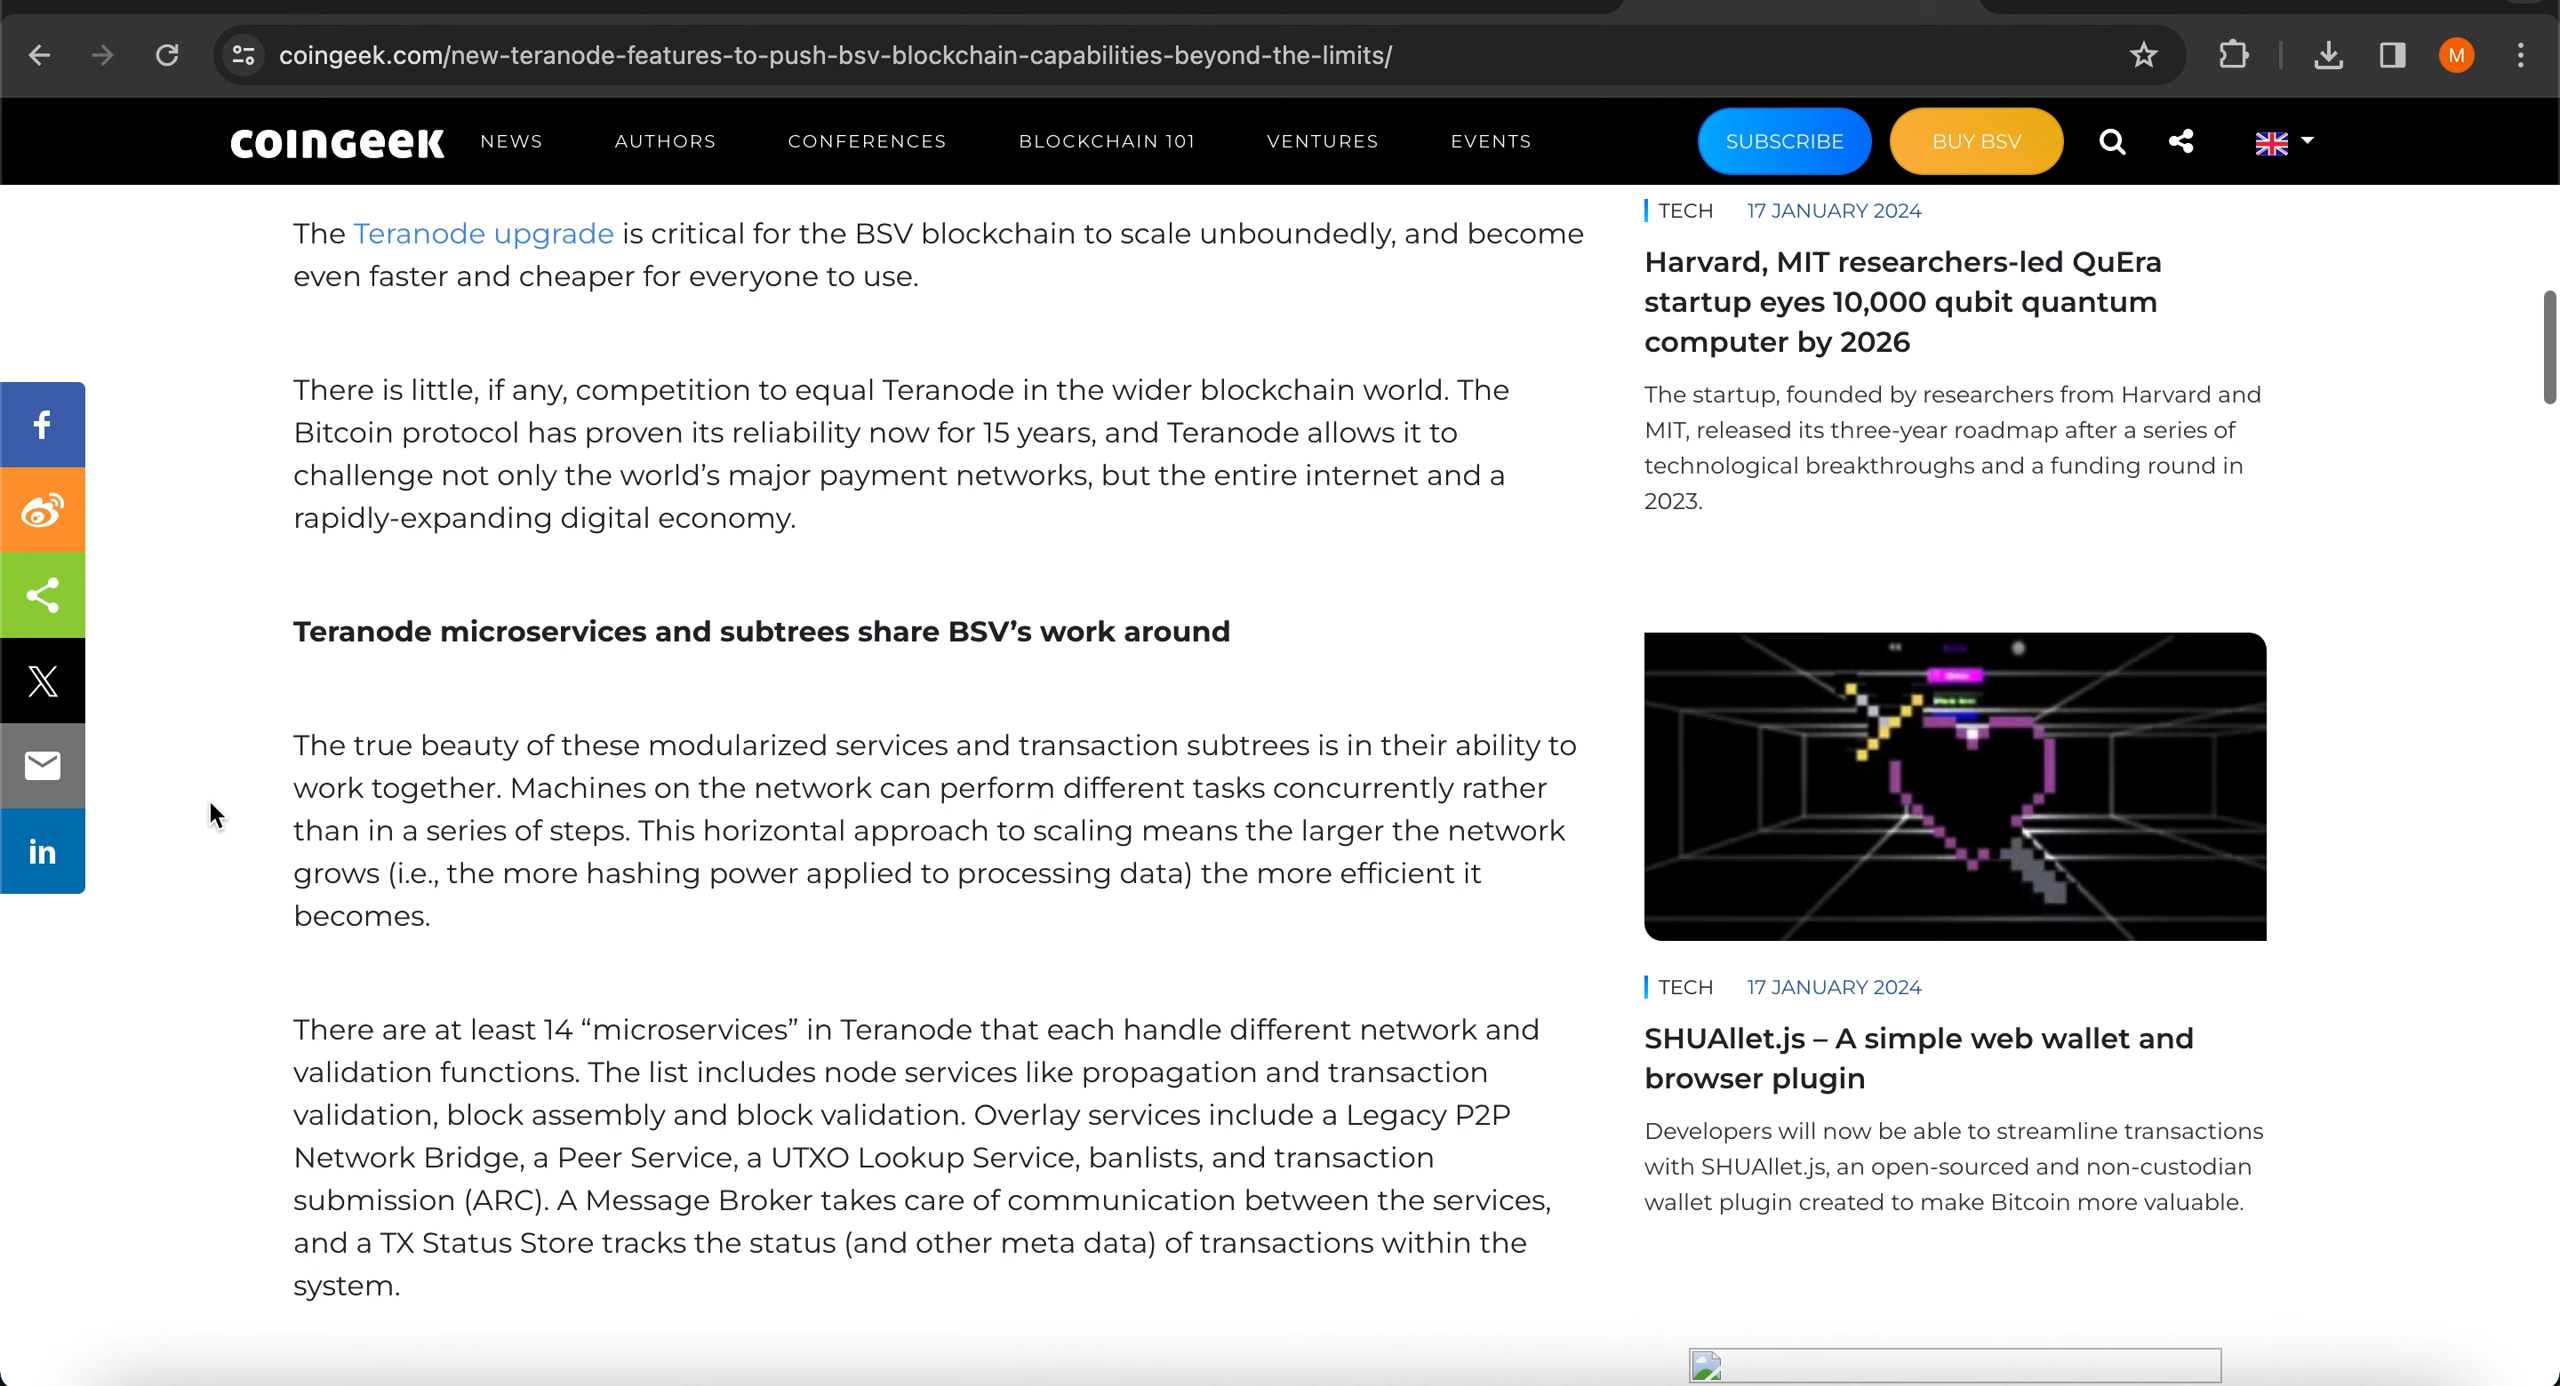 coingeek.com/new-teranode-features-to-push-bsv-blockchain-capabilities-beyond-the-limits/
M
COINGEEK
NEWS
AUTHORS
CONFERENCES
BLOCKCHAIN 101
VENTURES
EVENTS
SUBSCRIBE
BUY BSV
The Teranode upgrade is critical for the BSV blockchain to scale unboundedly, and become
even faster and cheaper for everyone to use.
There is little, if any, competition to equal Teranode in the wider blockchain world. The
Bitcoin protocol has proven its reliability now for 15 years, and Teranode allows it to
challenge not only the world’s major payment networks, but the entire internet and a
rapidly-expanding digital economy.
Teranode microservices and subtrees share BSV’s work around
The true beauty of these modularized services and transaction subtrees is in their ability to
work together. Machines on the network can perform different tasks concurrently rather
than in a series of steps. This horizontal approach to scaling means the larger the network
grows (i.e., the more hashing power applied to processing data) the more efficient it
becomes.
There are at least 14 “microservices” in Teranode that each handle different network and
validation functions. The list includes node services like propagation and transaction
validation, block assembly and block validation. Overlay services include a Legacy P2P
Network Bridge, a Peer Service, a UTXO Lookup Service, banlists, and transaction
submission (ARC). A Message Broker takes care of communication between the services,
and a TX Status Store tracks the status (and other meta data) of transactions within the
system.
TECH 17 JANUARY 2024
Harvard, MIT researchers-led QuEra
startup eyes 10,000 qubit quantum
computer by 2026
The startup, founded by researchers from Harvard and
MIT, released its three-year roadmap after a series of
technological breakthroughs and a funding round in
2023.
TECH 17 JANUARY 2024
SHUAllet.js – A simple web wallet and
browser plugin
Developers will now be able to streamline transactions
with SHUAllet.js, an open-sourced and non-custodian
wallet plugin created to make Bitcoin more valuable.